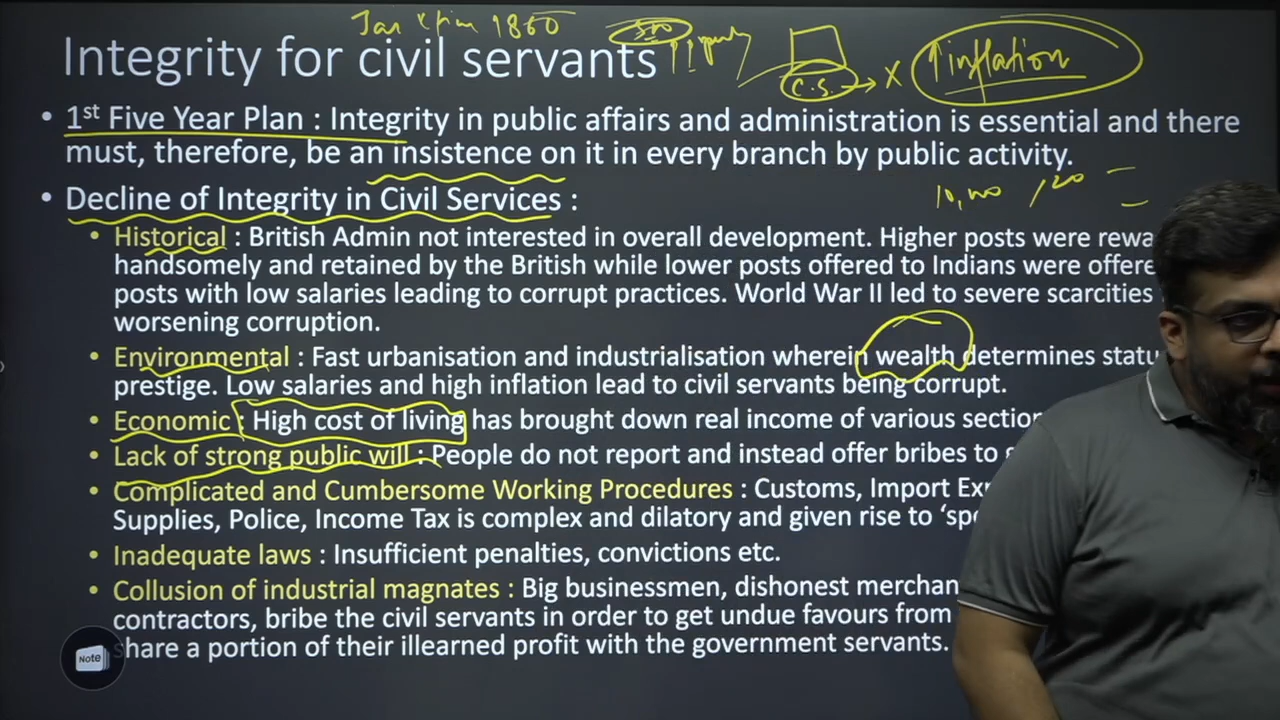 1860
Integrity for civil servants
C.S. → X
↑ inflation
• 1st Five Year Plan : Integrity in public affairs and administration is essential and there
must, therefore, be an insistence on it in every branch by public activity.
• Decline of Integrity in Civil Services :
• Historical : British Admin not interested in overall development. Higher posts were rewa
handsomely and retained by the British while lower posts offered to Indians were offere
posts with low salaries leading to corrupt practices. World War II led to severe scarcities
worsening corruption.
• Environmental : Fast urbanisation and industrialisation wherein wealth determines statu
prestige. Low salaries and high inflation lead to civil servants being corrupt.
• Economic : High cost of living has brought down real income of various section
• Lack of strong public will : People do not report and instead offer bribes to
• Complicated and Cumbersome Working Procedures : Customs, Import Ex
Supplies, Police, Income Tax is complex and dilatory and given rise to ‘spe
• Inadequate laws : Insufficient penalties, convictions etc.
• Collusion of industrial magnates : Big businessmen, dishonest merchan
contractors, bribe the civil servants in order to get undue favours from
share a portion of their illearned profit with the government servants.
Note